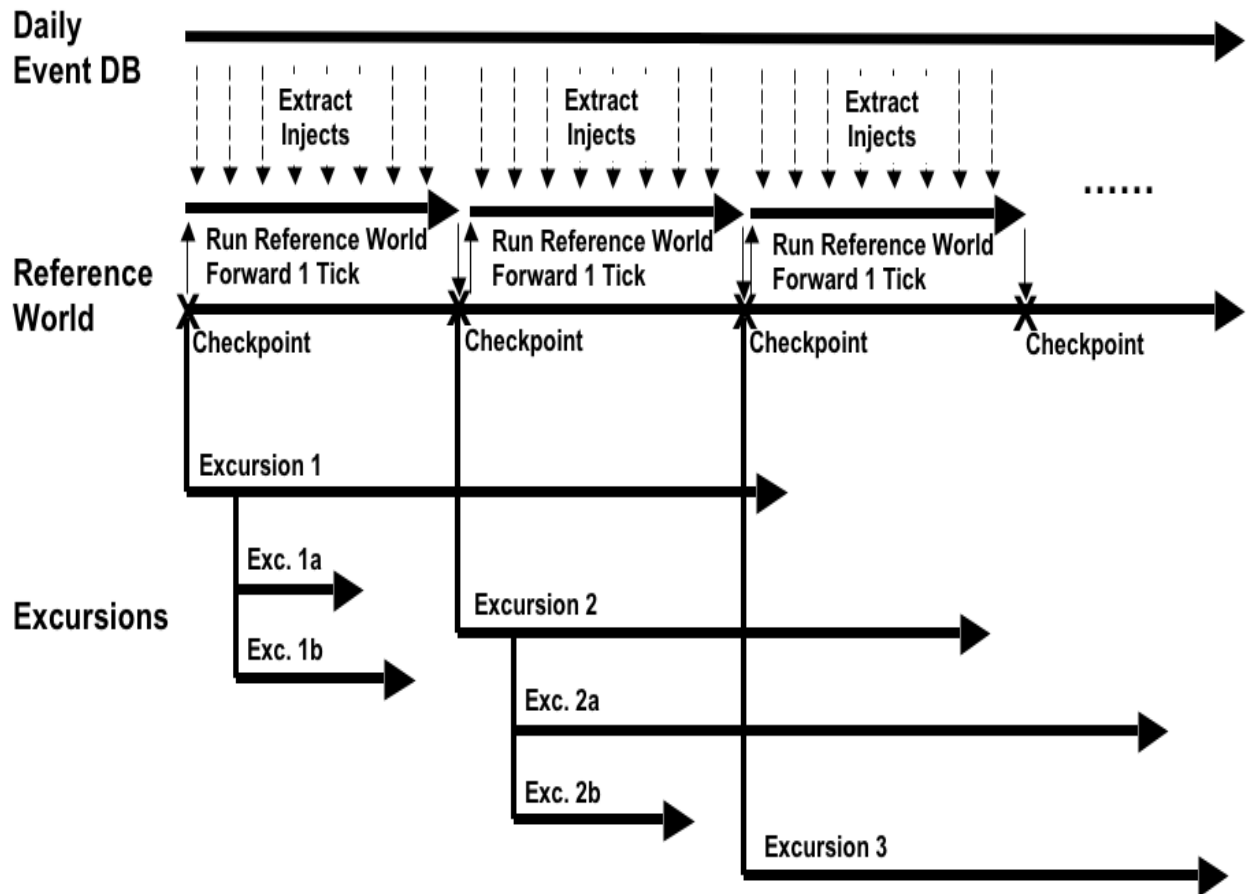 Daily
Event DB
Extract
Injects
Extract
Injects
Extract
Injects
......
Run Reference World
Forward 1 Tick
Run Reference World
Forward 1 Tick
Run Reference World
Forward 1 Tick
Reference
World
X
X
X
X
Checkpoint
Checkpoint
Checkpoint
Checkpoint
Excursion 1
Exc. 1a
Excursions
Excursion 2
Exc. 1b
Exc. 2a
Exc. 2b
Excursion 3